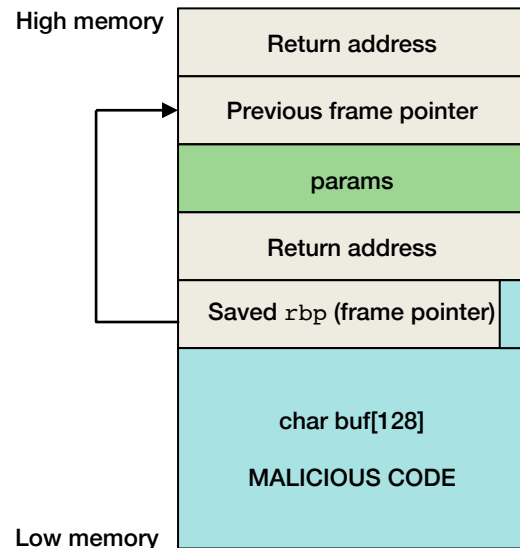 High memory
Return address
Previous frame pointer
params
Return address
Saved rbp (frame pointer)
char buf[128]
MALICIOUS CODE
Low memory